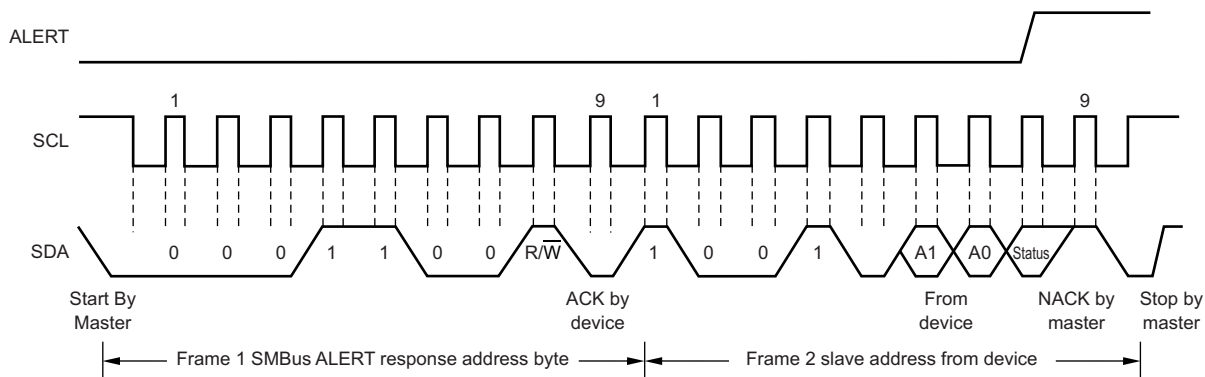 ALERT
1 9 1 9
SCL
SDA
0 0 0 1 1 0 0 R/W 1 0 0 1 A1 A0 Status
Start By
Master
ACK by
device
From
device
NACK by
master
Stop by
master
Frame 1 SMBus ALERT response address byte
Frame 2 slave address from device